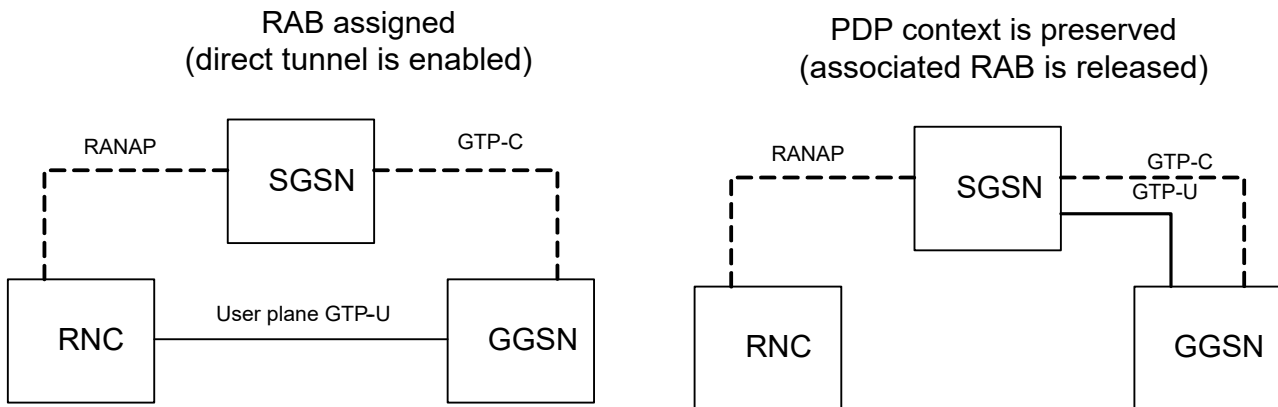 RAB assigned
(direct tunnel is enabled)
RANAP
GTP-C
SGSN
RNC
User plane GTP-U
GGSN
PDP context is preserved
(associated RAB is released)
RANAP
SGSN
GTP-C
GTP-U
RNC
GGSN